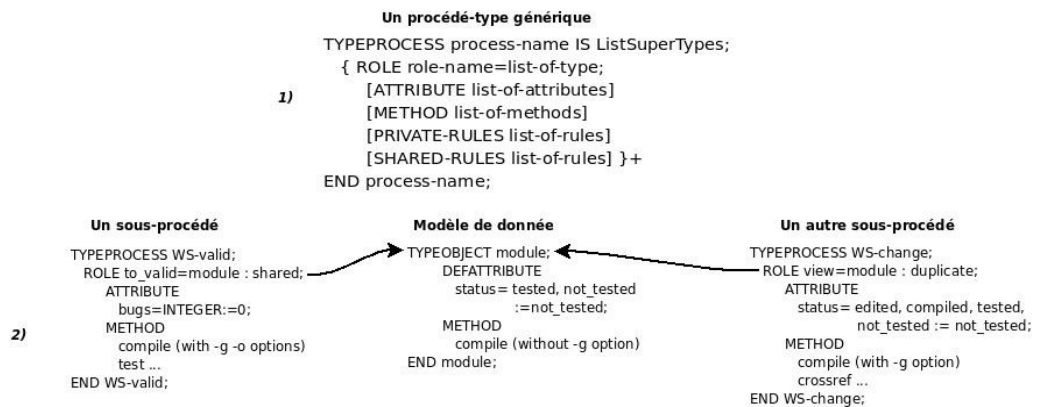 Un procédé-type générique
TYPEPROCESS process-name IS ListSuperTypes;
{ ROLE role-name=list-of-type;
1)
[ATTRIBUTE list-of-attributes]
[METHOD list-of-methods]
[PRIVATE-RULES list-of-rules]
[SHARED-RULES list-of-rules] }+
END process-name;
Un sous-procédé
TYPEPROCESS WS-valid;
ROLE to_valid=module : shared;
ATTRIBUTE
bugs=INTEGER:=0;
METHOD
2)
compile (with -g -o options)
test ...
END WS-valid;
Modèle de donnée
TYPEOBJECT module;
DEFATTRIBUTE
status= tested, not_tested
:=not_tested;
METHOD
compile (without -g option)
END module;
Un autre sous-procédé
TYPEPROCESS WS-change;
ROLE view=module : duplicate;
ATTRIBUTE
status= edited, compiled, tested,
not_tested := not_tested;
METHOD
compile (with -g option)
crossref ...
END WS-change;